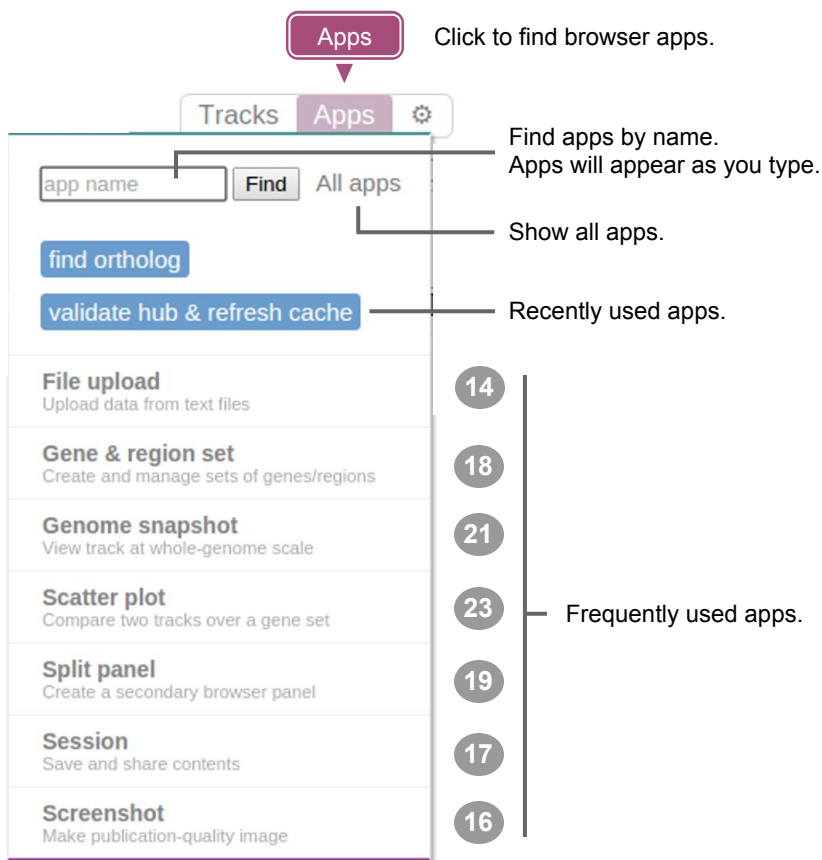 Apps
Click to find browser apps.
Tracks Apps
Find apps by name.
Apps will appear as you type.
app name Find All apps
Show all apps.
find ortholog
validate hub & refresh cache
Recently used apps.
File upload
Upload data from text files
14
Gene & region set
Create and manage sets of genes/regions
18
Genome snapshot
View track at whole-genome scale
21
Scatter plot
Compare two tracks over a gene set
23
Frequently used apps.
Split panel
Create a secondary browser panel
19
Session
Save and share contents
17
Screenshot
Make publication-quality image
16